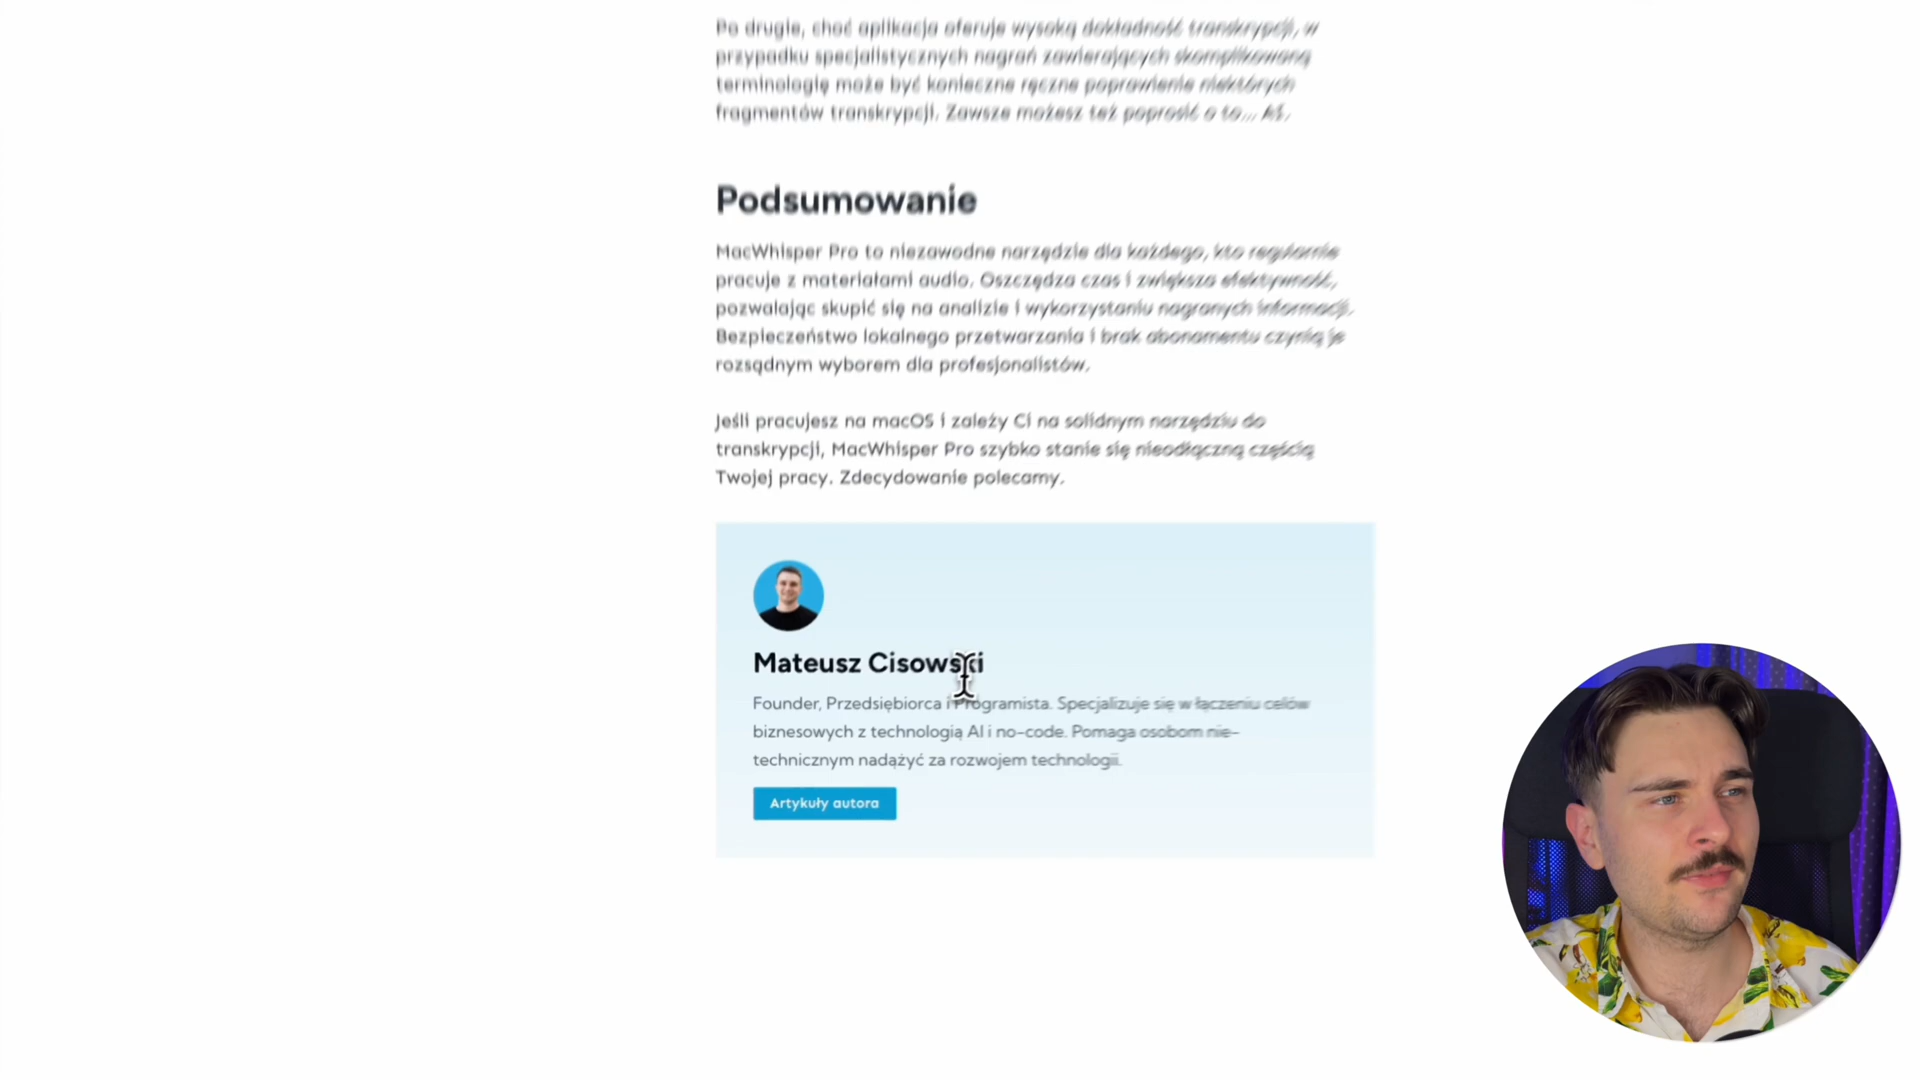 Po drugie, choć aplikacja oferuje wysoką dokładność transkrypcji, w
przypadku specjalistycznych nagrań zawierających skomplikowaną
terminologię może być konieczne ręczne poprawienie niektórych
fragmentów transkrypcji. Zawsze możesz też poprosić o to... AI.
Podsumowanie
MacWhisper Pro to niezawodne narzędzie dla każdego, kto regularnie
pracuje z materiałami audio. Oszczędza czas i zwiększa efektywność,
pozwalając skupić się na analizie i wykorzystaniu nagranych informacji.
Bezpieczeństwo lokalnego przetwarzania i brak abonamentu czynią je
rozsądnym wyborem dla profesjonalistów.
Jeśli pracujesz na macOS i zależy Ci na solidnym narzędziu do
transkrypcji, MacWhisper Pro szybko stanie się nieodłączną częścią
Twojej pracy. Zdecydowanie polecamy.
Mateusz Cisowski
Founder, Przedsiębiorca i Programista. Specjalizuje się w łączeniu celów
biznesowych z technologią AI i no-code. Pomaga osobom nie-
technicznym nadążyć za rozwojem technologii.
Artykuły autora